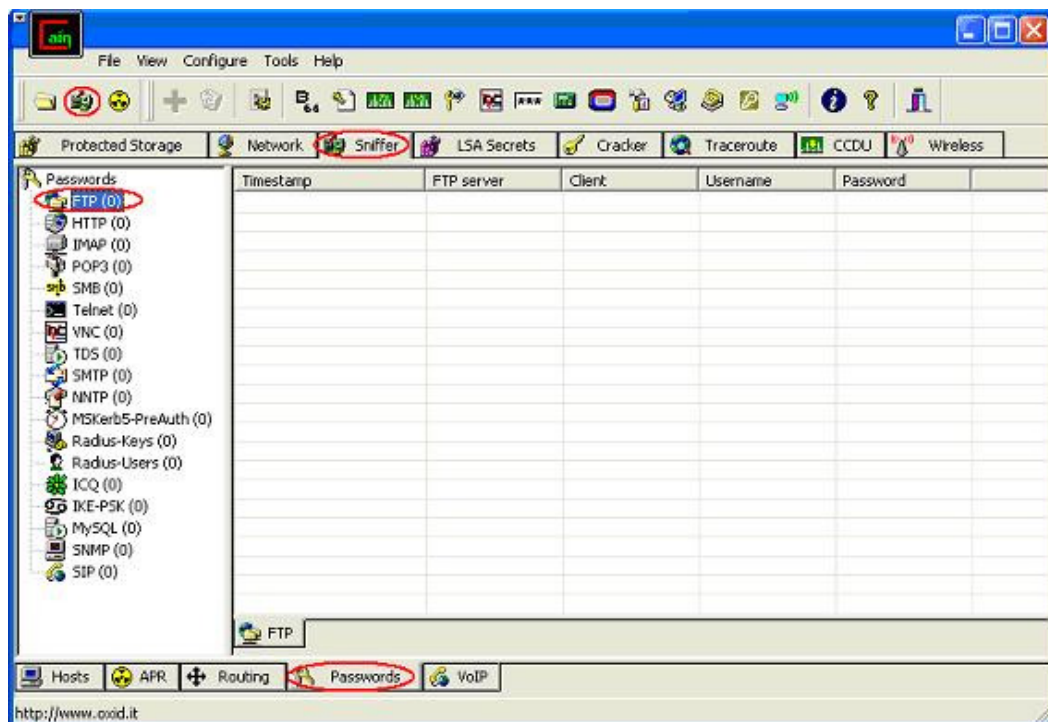 Cain
File View Configure Tools Help
B 64
***
Protected Storage Network Sniffer LSA Secrets Cracker Traceroute CCDU Wireless
Passwords
FTP (0)
HTTP (0)
IMAP (0)
POP3 (0)
smb SMB (0)
Telnet (0)
VNC (0)
TDS (0)
SMTP (0)
NNTP (0)
MSKerb5-PreAuth (0)
Radius-Keys (0)
Radius-Users (0)
ICQ (0)
IKE-PSK (0)
MySQL (0)
SNMP (0)
SIP (0)
Timestamp FTP server Client Username Password
FTP
Hosts APR Routing Passwords VoIP
http://www.oxid.it